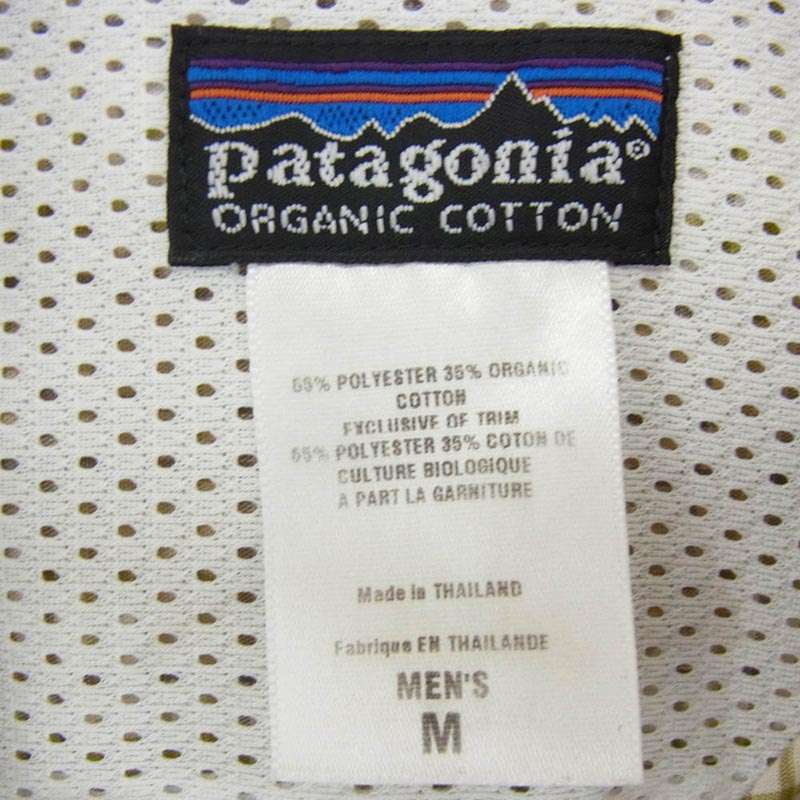 patagonia®
ORGANIC COTTON
65% POLYESTER 35% ORGANIC
COTTON
EXCLUSIVE OF TRIM
65% POLYESTER 35% COTON DE
CULTURE BIOLOGIQUE
A PART LA GARNITURE
Made in THAILAND
Fabrique EN THAILANDE
MEN'S
M